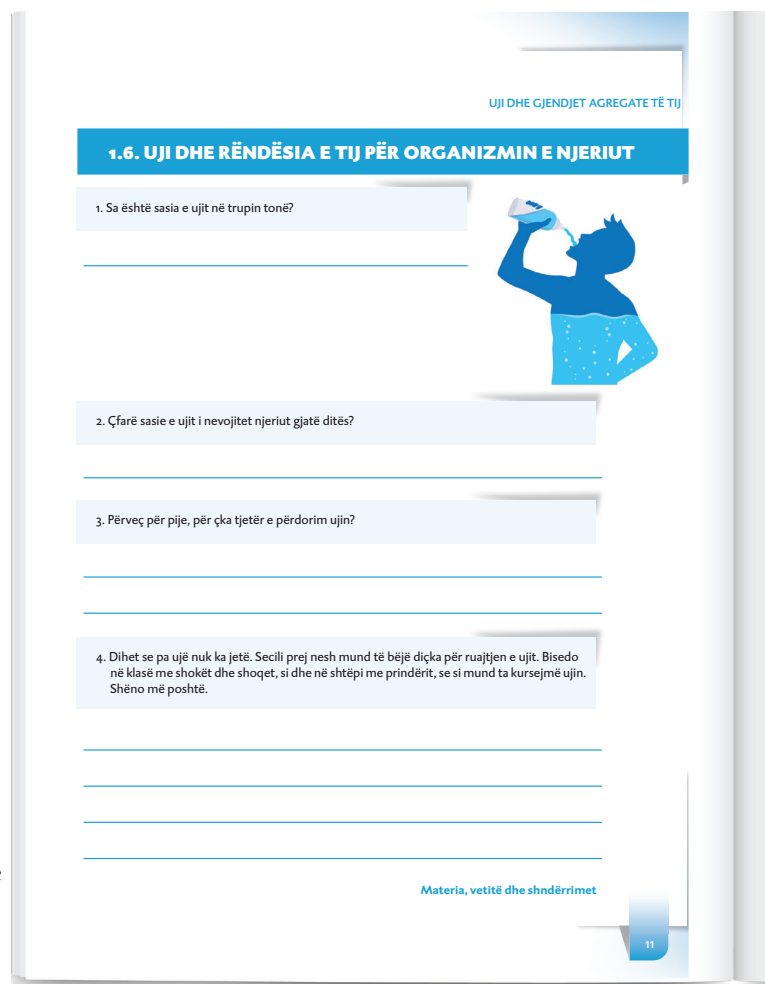 UJI DHE GJENDJET AGREGATE TË TIJ
1.6. UJI DHE RËNDËSIA E TIJ PËR ORGANIZMIN E NJERIUT
1. Sa është sasia e ujit në trupin tonë?
2. Çfarë sasie e ujit i nevojitet njeriut gjatë ditës?
3. Përveç për pije, për çka tjetër e përdorim ujin?
4. Dihet se pa ujë nuk ka jetë. Secili prej nesh mund të bëjë diçka për ruajtjen e ujit. Bisedo
në klasë me shokët dhe shoqet, si dhe në shtëpi me prindërit, se si mund ta kursejmë ujin.
Shëno më poshtë.
Materia, vetitë dhe shndërrimet
11